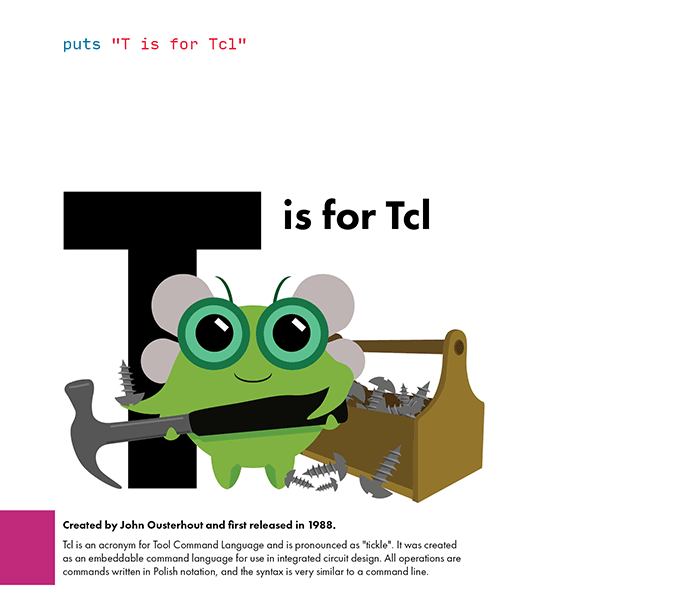 puts "T is for Tcl"
T is for Tcl
Created by John Ousterhout and first released in 1988.
Tcl is an acronym for Tool Command Language and is pronounced as "tickle". It was created
as an embeddable command language for use in integrated circuit design. All operations are
commands written in Polish notation, and the syntax is very similar to a command line.